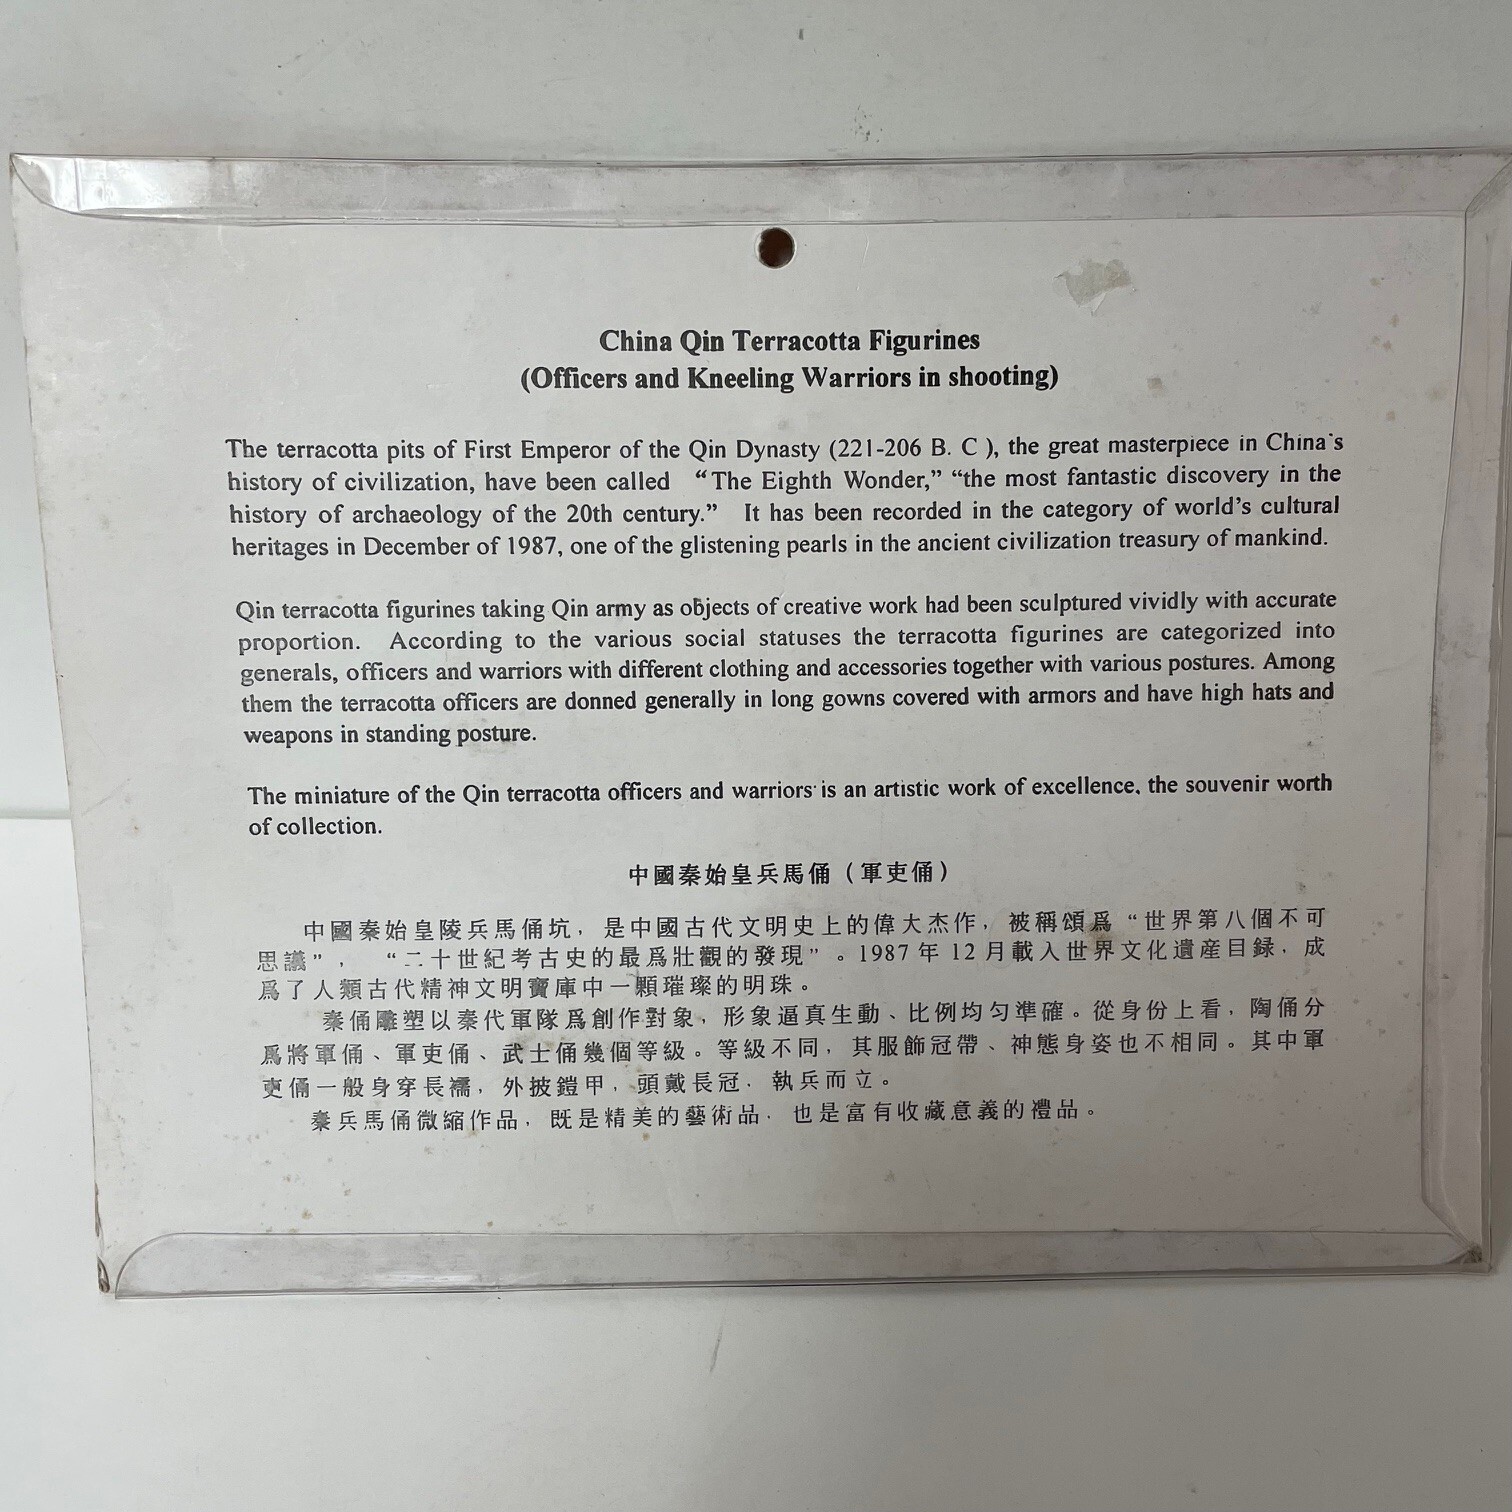 China Qin Terracotta Figurines
(Officers and Kneeling Warriors in shooting)
The terracotta pits of First Emperor of the Qin Dynasty (221-206 B. C ), the great masterpiece in China's
history of civilization, have been called “The Eighth Wonder,” “the most fantastic discovery in the
history of archaeology of the 20th century.” It has been recorded in the category of world's cultural
heritages in December of 1987, one of the glistening pearls in the ancient civilization treasury of mankind.
Qin terracotta figurines taking Qin army as objects of creative work had been sculptured vividly with accurate
proportion. According to the various social statuses the terracotta figurines are categorized into
generals, officers and warriors with different clothing and accessories together with various postures. Among
them the terracotta officers are donned generally in long gowns covered with armors and have high hats and
weapons in standing posture.
The miniature of the Qin terracotta officers and warriors is an artistic work of excellence, the souvenir worth
of collection.
中國秦始皇兵馬俑（軍吏俑）
中國秦始皇陵兵馬俑坑，是中國古代文明史上的偉大杰作，被稱頌爲“世界第八個不可
思議”，“二十世紀考古史的最爲壯觀的發現”。1987年12月載入世界文化遺産目録，成
爲了人類古代精神文明寶庫中一顆璀璨的明珠。
秦俑雕塑以秦代軍隊爲創作對象，形象逼真生動、比例均匀準確。從身份上看，陶俑分
爲將軍俑、軍吏俑、武士俑幾個等級。等級不同，其服飾冠帶、神態身姿也不相同。其中軍
吏俑一般身穿長襦，外披鎧甲，頭戴長冠，執兵而立。
秦兵馬俑微縮作品，既是精美的藝術品，也是富有收藏意義的禮品。